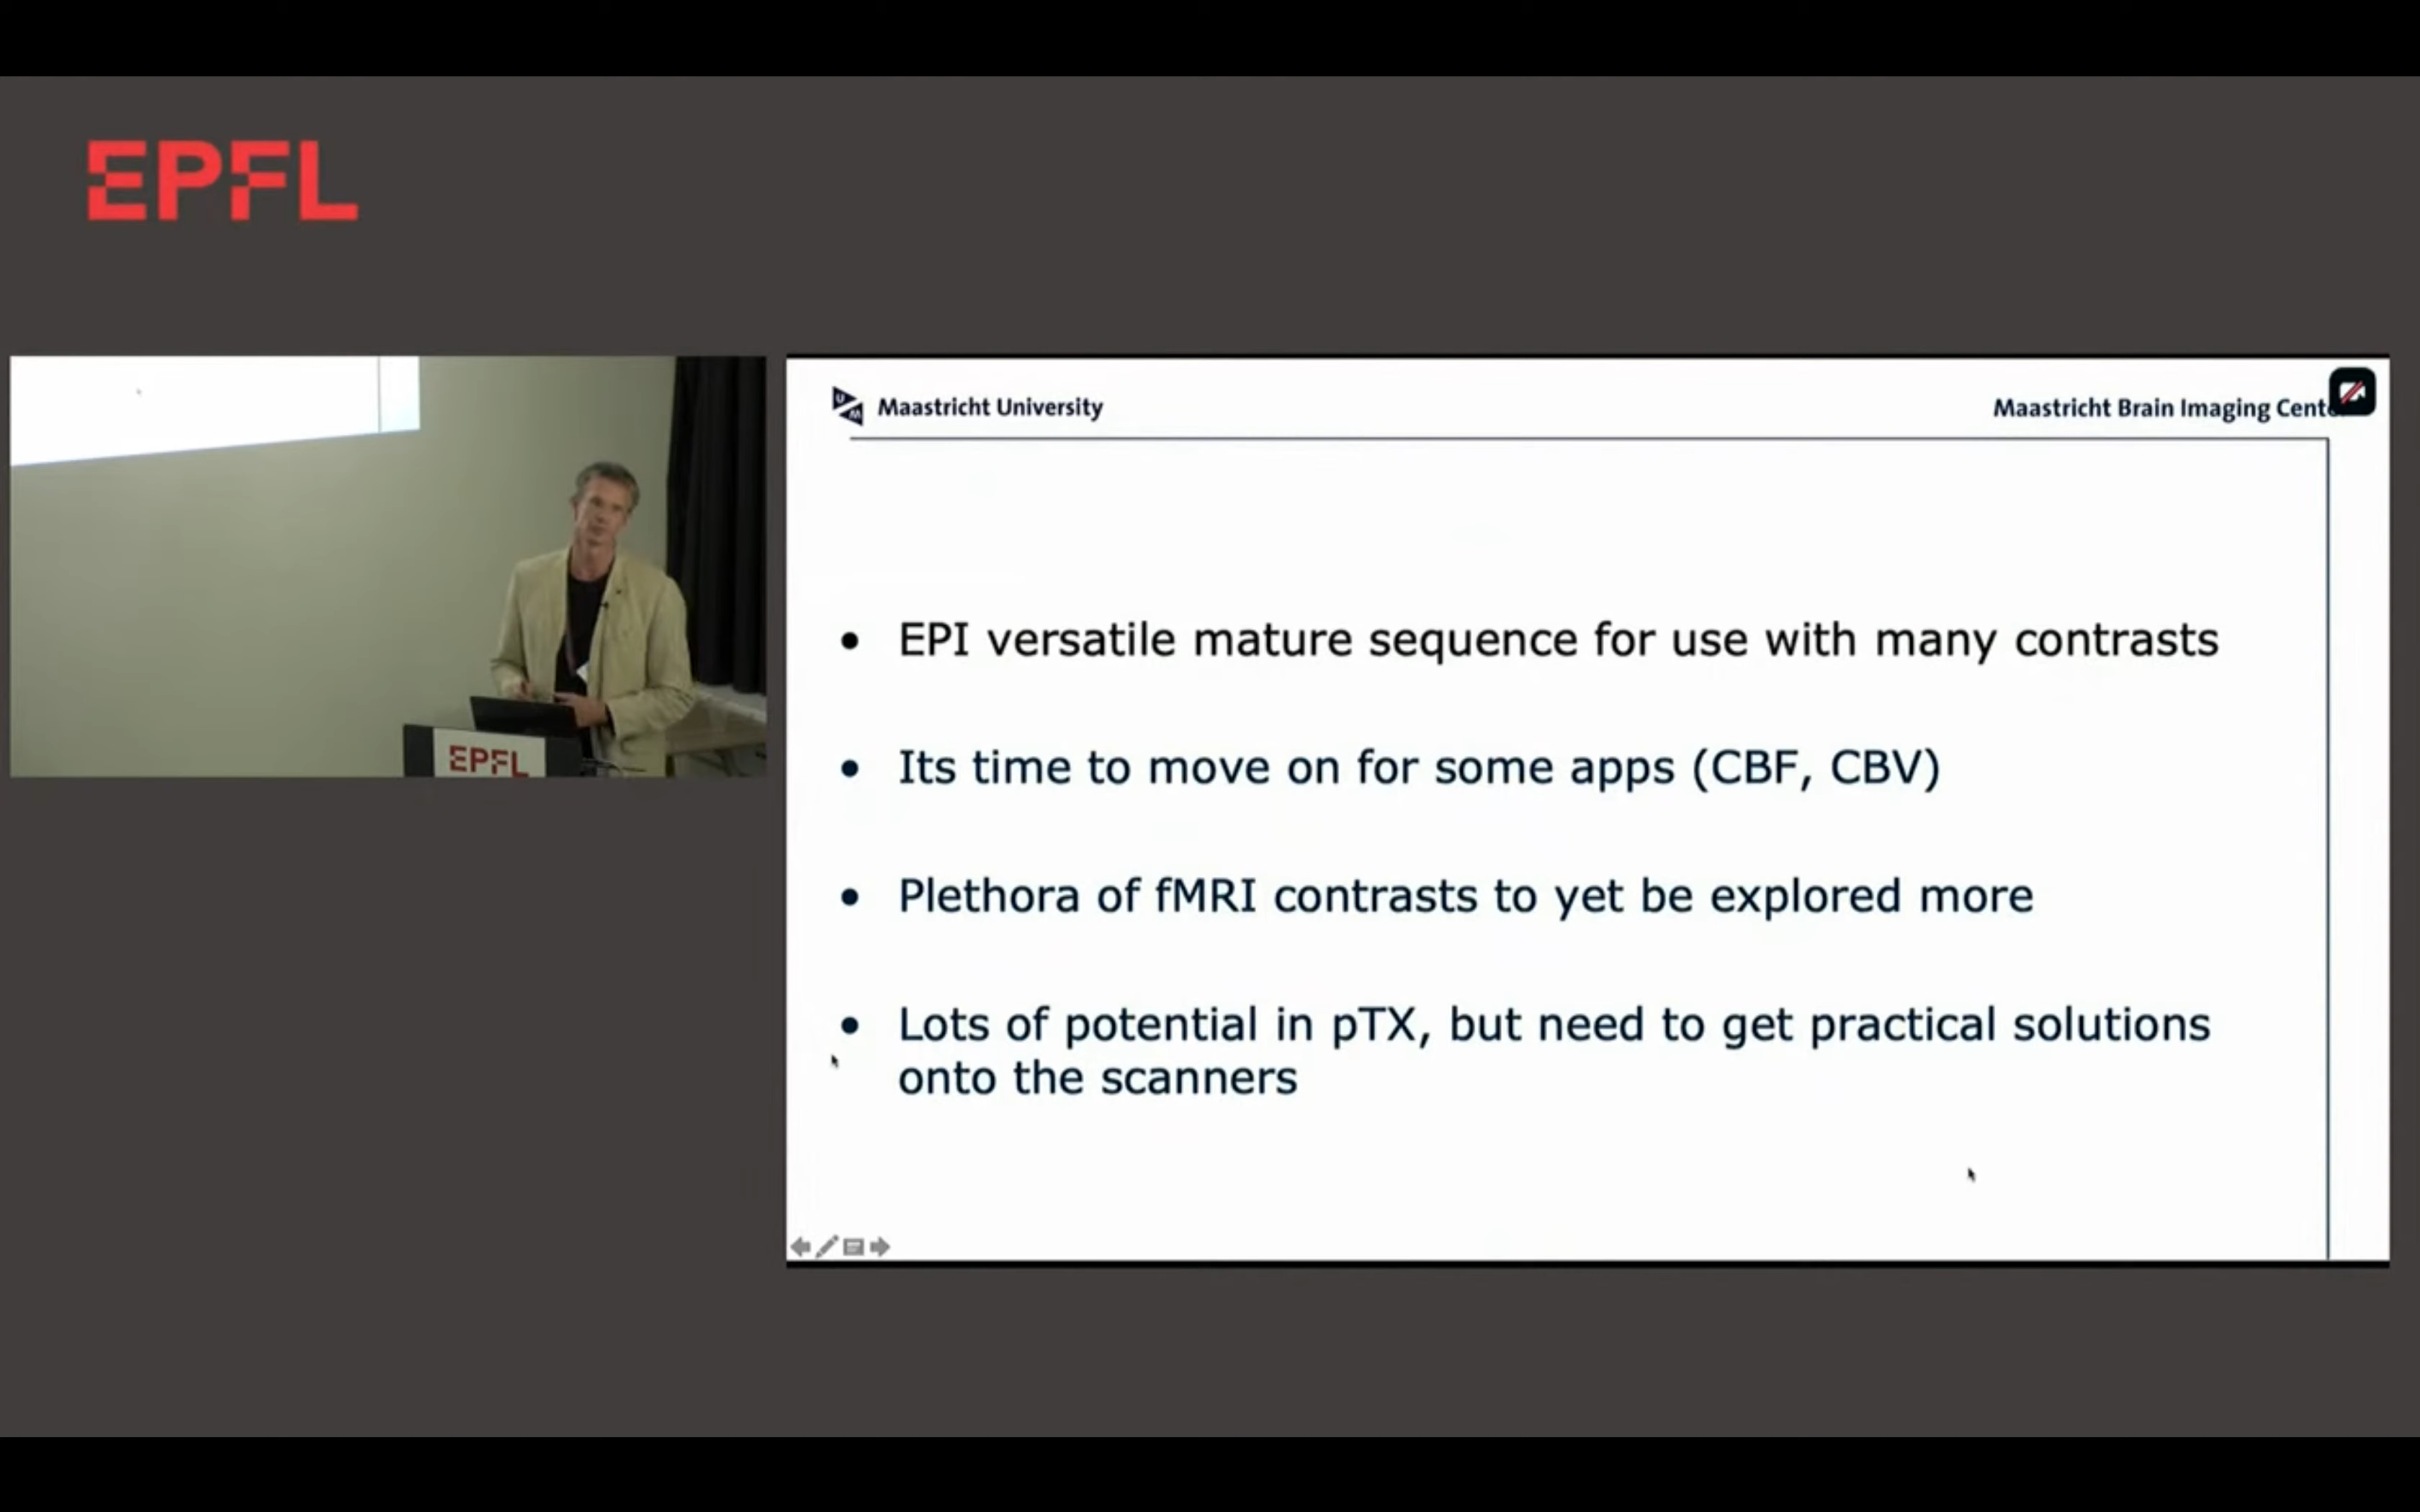 EPFL
EPFL
Maastricht University
Maastricht Brain Imaging Cent
• EPI versatile mature sequence for use with many contrasts
• Its time to move on for some apps (CBF, CBV)
• Plethora of fMRI contrasts to yet be explored more
• Lots of potential in pTX, but need to get practical solutions
onto the scanners